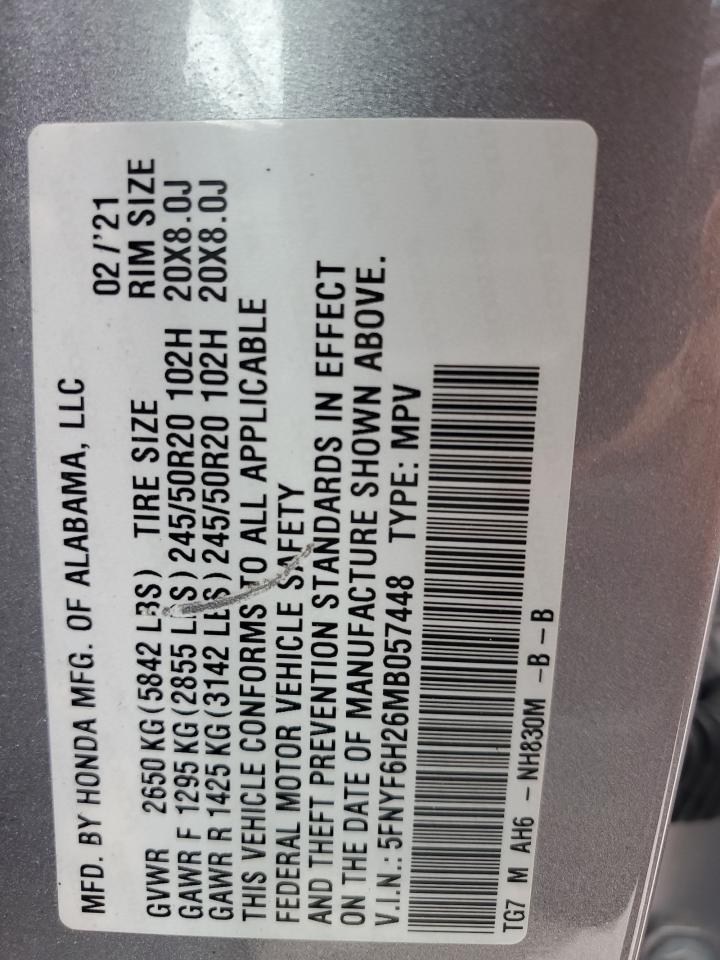 MFD. BY HONDA MFG. OF ALABAMA, LLC 02/'21
GVWR 2650 KG (5842 LBS) TIRE SIZE RIM SIZE
GAWR F 1295 KG (2855 LBS) 245/50R20 102H 20X8.0J
GAWR R 1425 KG (3142 LBS) 245/50R20 102H 20X8.0J
THIS VEHICLE CONFORMS TO ALL APPLICABLE
FEDERAL MOTOR VEHICLE SAFETY
AND THEFT PREVENTION STANDARDS IN EFFECT
ON THE DATE OF MANUFACTURE SHOWN ABOVE.
V.I.N.: 5FNYF6H26MB057448 TYPE: MPV
TG7 M AH6 -NH830M -B-B